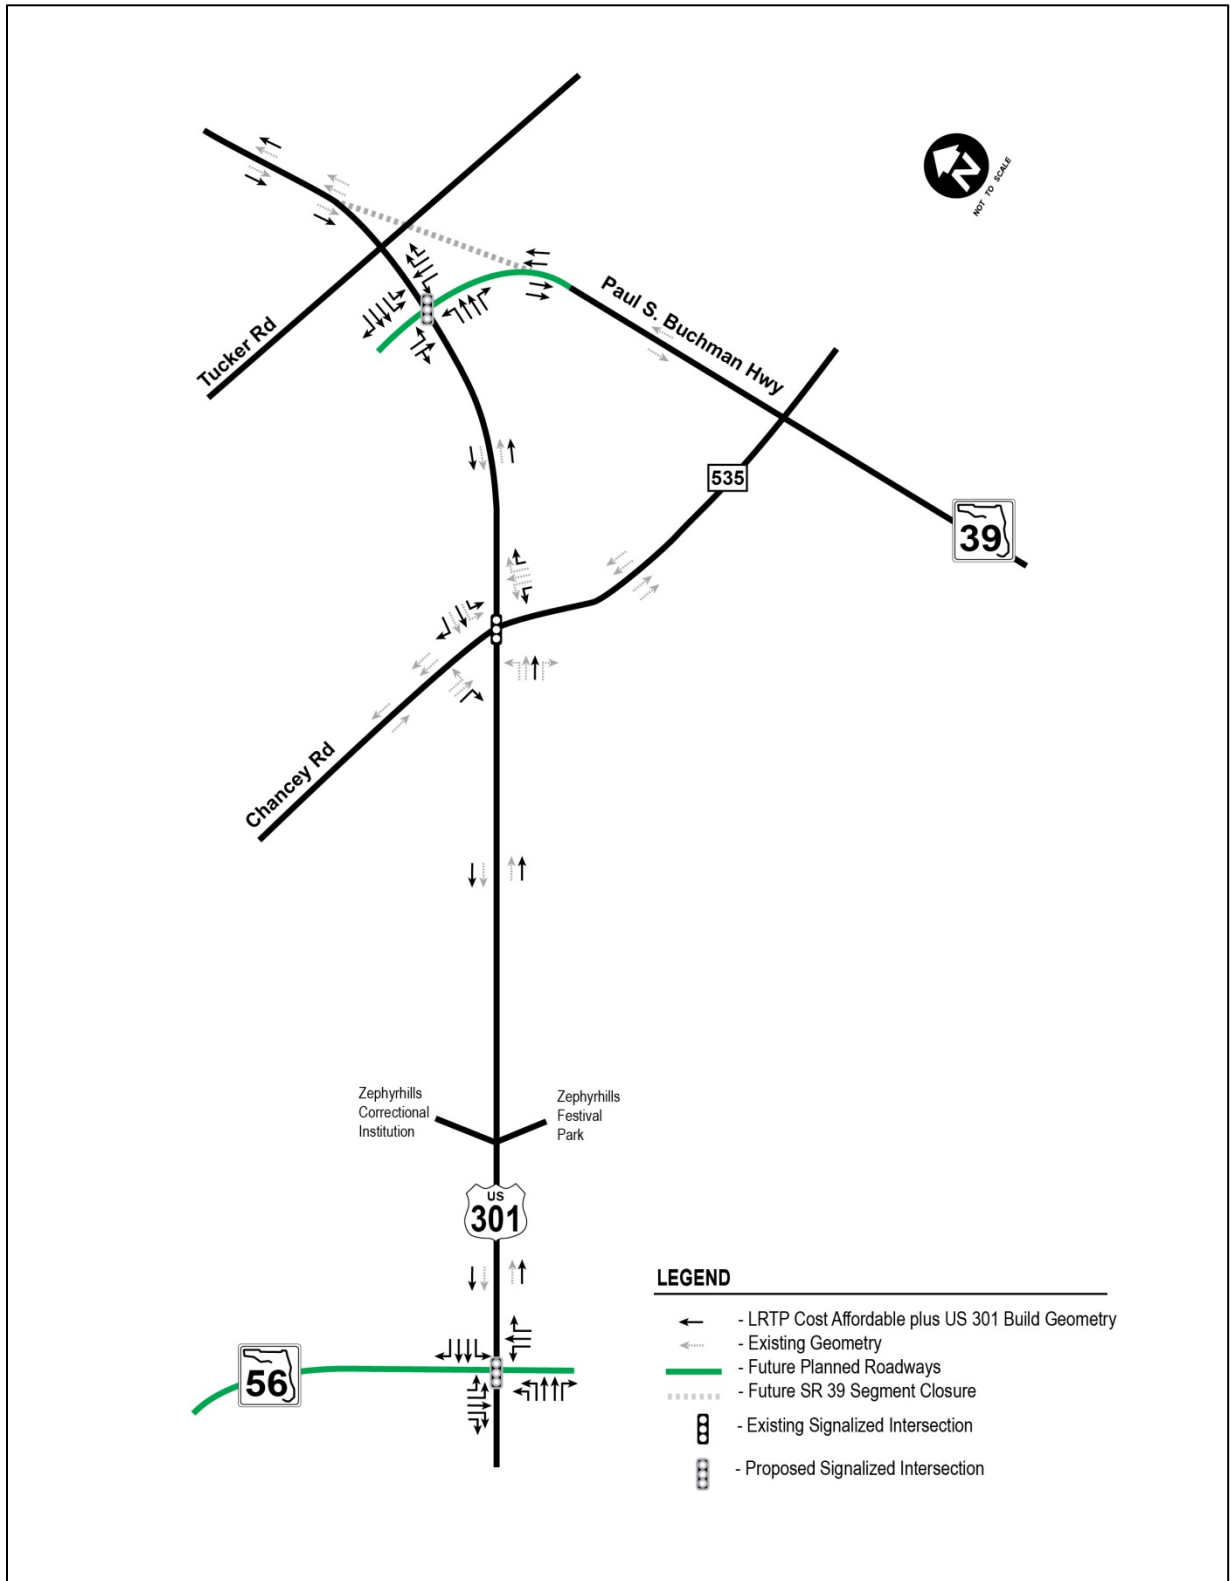 N
NOT TO SCALE
Paul S. Buchman Hwy
Tucker Rd
535
39
Chancey Rd
Zephyrhills
Correctional
Institution
Zephyrhills
Festival
Park
US
301
56
LEGEND
- LRTP Cost Affordable plus US 301 Build Geometry
- Existing Geometry
- Future Planned Roadways
- Future SR 39 Segment Closure
- Existing Signalized Intersection
- Proposed Signalized Intersection